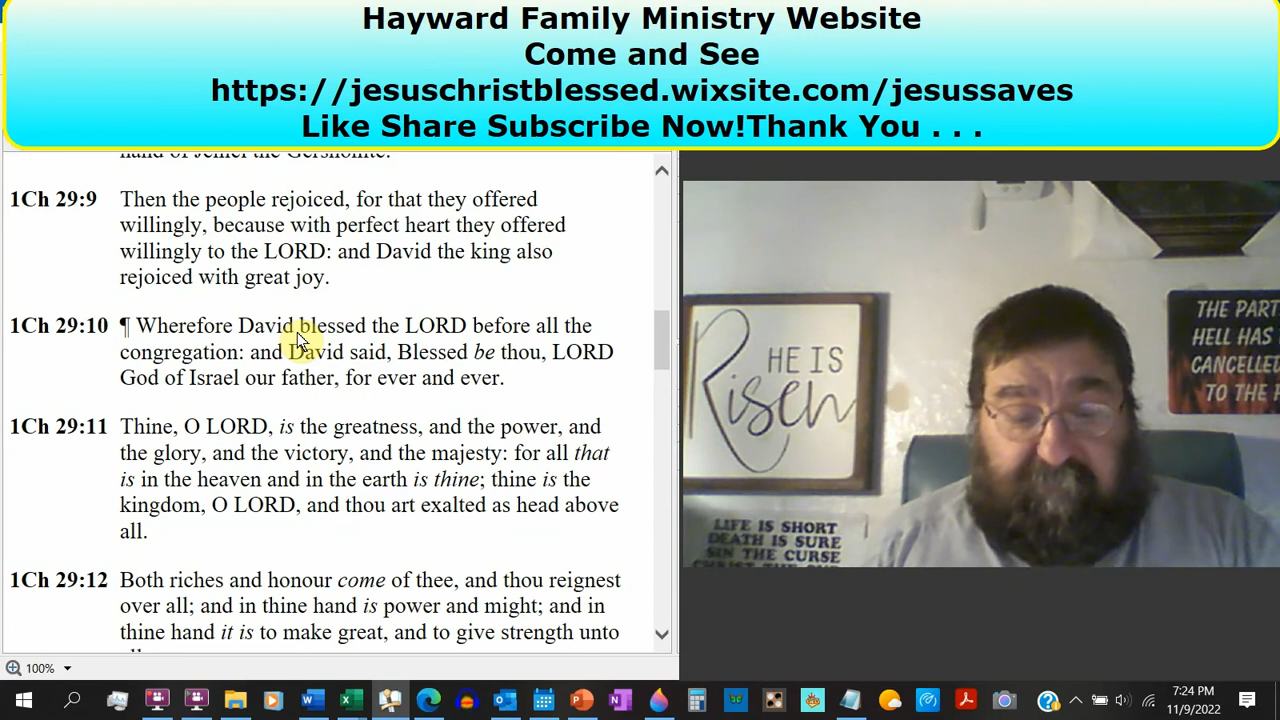 Hayward Family Ministry Website
Come and See
https://jesuschristblessed.wixsite.com/jesussaves
Like Share Subscribe Now!Thank You . . .
hand of Jehiel the Gershonite.
1Ch 29:9 Then the people rejoiced, for that they offered
willingly, because with perfect heart they offered
willingly to the LORD: and David the king also
rejoiced with great joy.
1Ch 29:10 ¶ Wherefore David blessed the LORD before all the
congregation: and David said, Blessed be thou, LORD
God of Israel our father, for ever and ever.
1Ch 29:11 Thine, O LORD, is the greatness, and the power, and
the glory, and the victory, and the majesty: for all that
is in the heaven and in the earth is thine; thine is the
kingdom, O LORD, and thou art exalted as head above
all.
1Ch 29:12 Both riches and honour come of thee, and thou reignest
over all; and in thine hand is power and might; and in
thine hand it is to make great, and to give strength unto
HE IS
Risen
THE PART
HELL HAS
CANCELLE
TO THE F
LIFE IS SHORT
DEATH IS SURE
SIN THE CURSE
100%
7:24 PM
11/9/2022